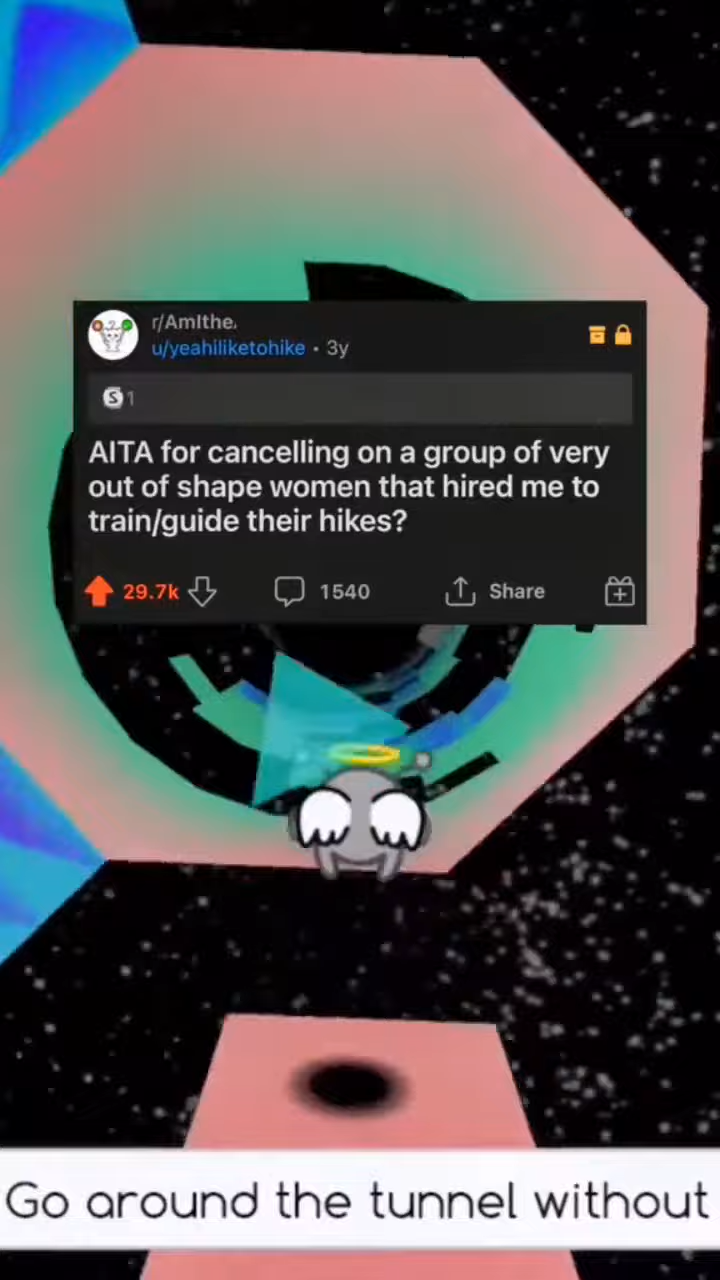 r/AmIthe.
u/yeahiliketohike • 3y
S 1
AITA for cancelling on a group of very
out of shape women that hired me to
train/guide their hikes?
29.7k 1540 Share
Go around the tunnel without